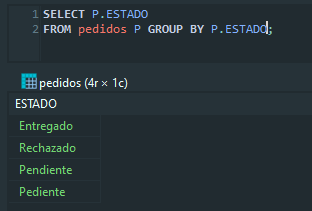 1 SELECT P.ESTADO
2 FROM pedidos P GROUP BY P.ESTADO;
pedidos (4r × 1c)
ESTADO
Entregado
Rechazado
Pendiente
Pediente